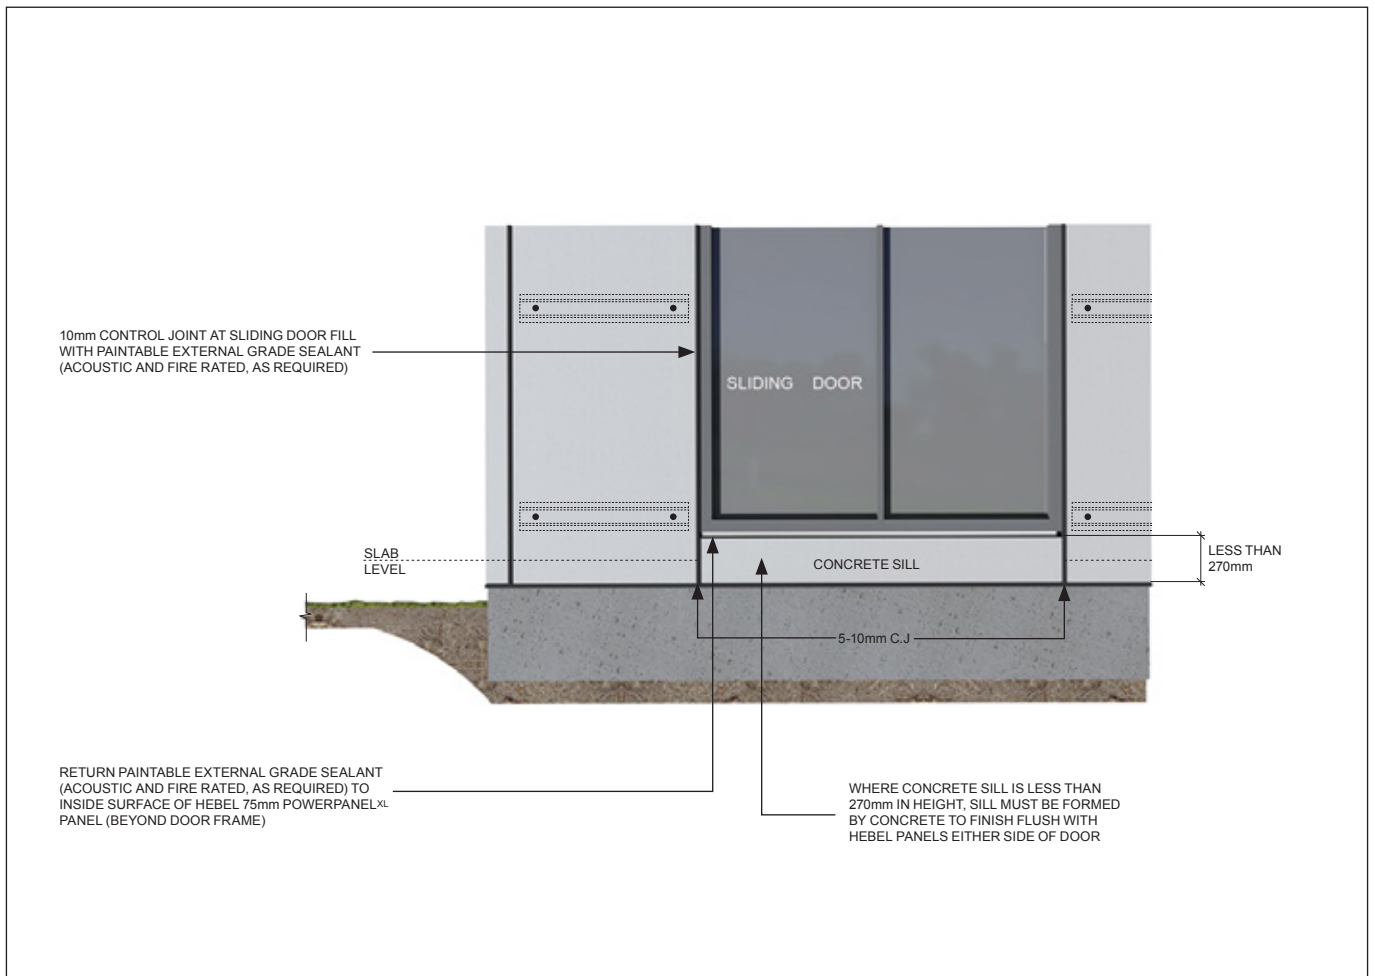 10mm CONTROL JOINT AT SLIDING DOOR FILL
WITH PAINTABLE EXTERNAL GRADE SEALANT
(ACOUSTIC AND FIRE RATED, AS REQUIRED)
SLIDING DOOR
SLAB
LEVEL
CONCRETE SILL
LESS THAN
270mm
5-10mm C.J
RETURN PAINTABLE EXTERNAL GRADE SEALANT
(ACOUSTIC AND FIRE RATED, AS REQUIRED) TO
INSIDE SURFACE OF HEBEL 75mm POWERPANELXL
PANEL (BEYOND DOOR FRAME)
WHERE CONCRETE SILL IS LESS THAN
270mm IN HEIGHT, SILL MUST BE FORMED
BY CONCRETE TO FINISH FLUSH WITH
HEBEL PANELS EITHER SIDE OF DOOR